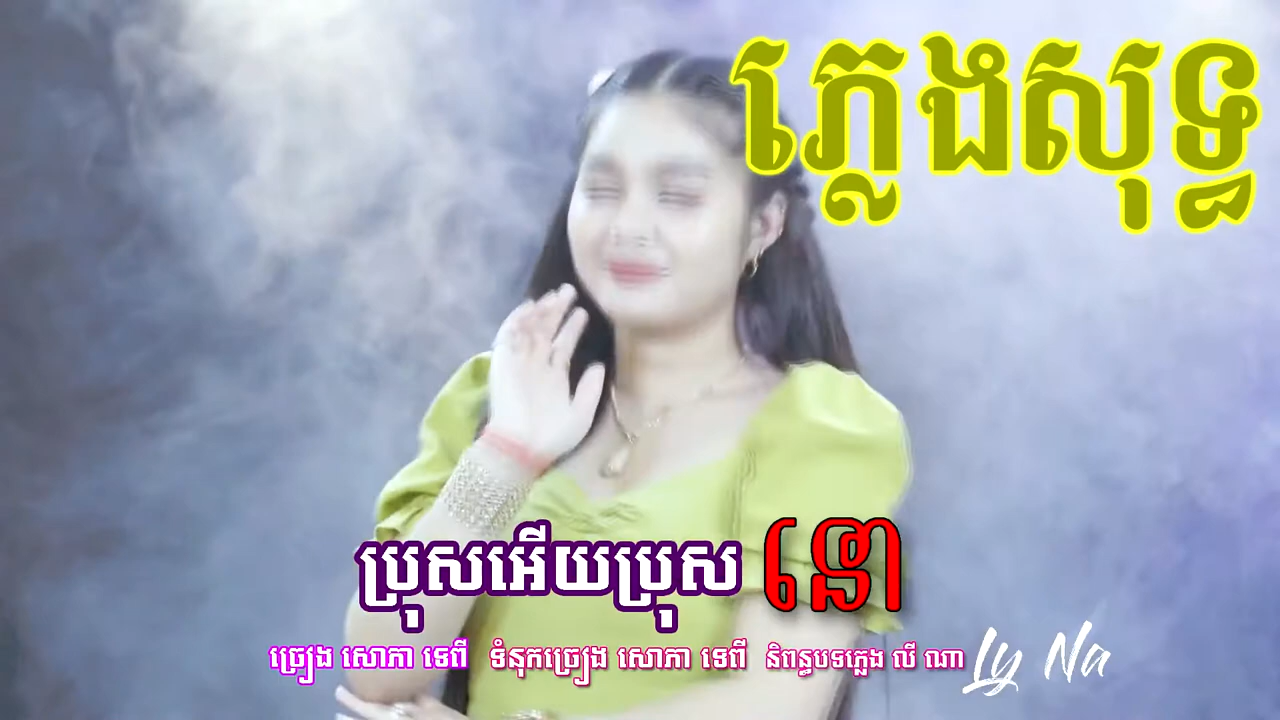 ភ្លេងសុទ្ធ
ប្រុសអើយប្រុស នោ
ច្រៀង សោភា ទេពី ទំនុកច្រៀង សោភា ទេពី និពន្ធបទភ្លេង លី ណា Ly Na